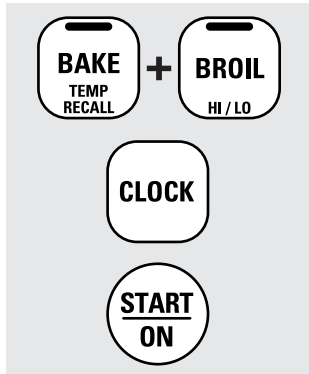 BAKE
TEMP
RECALL
+
BROIL
HI / LO
CLOCK
START
ON